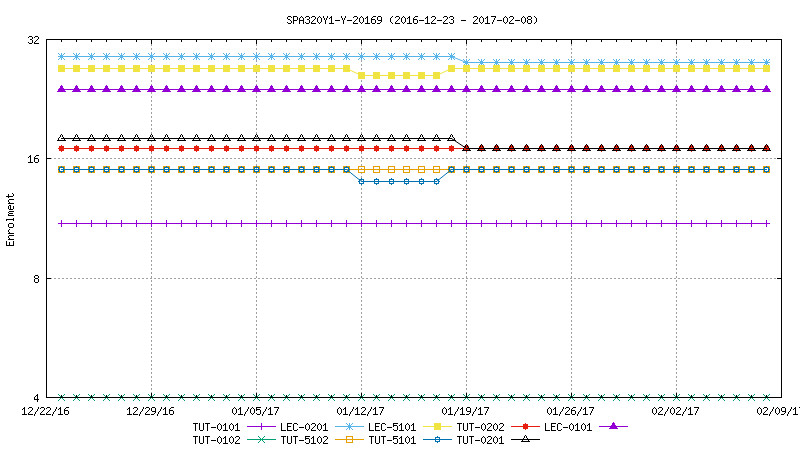 SPA320Y1-Y-20169 (2016-12-23 - 2017-02-08)
32
16
Enrolment
8
4
12/22/16 12/29/16 01/05/17 01/12/17 01/19/17 01/26/17 02/02/17 02/09/1
TUT-0101 LEC-0201 LEC-5101 TUT-0202 LEC-0101
TUT-0102 TUT-5102 TUT-5101 TUT-0201